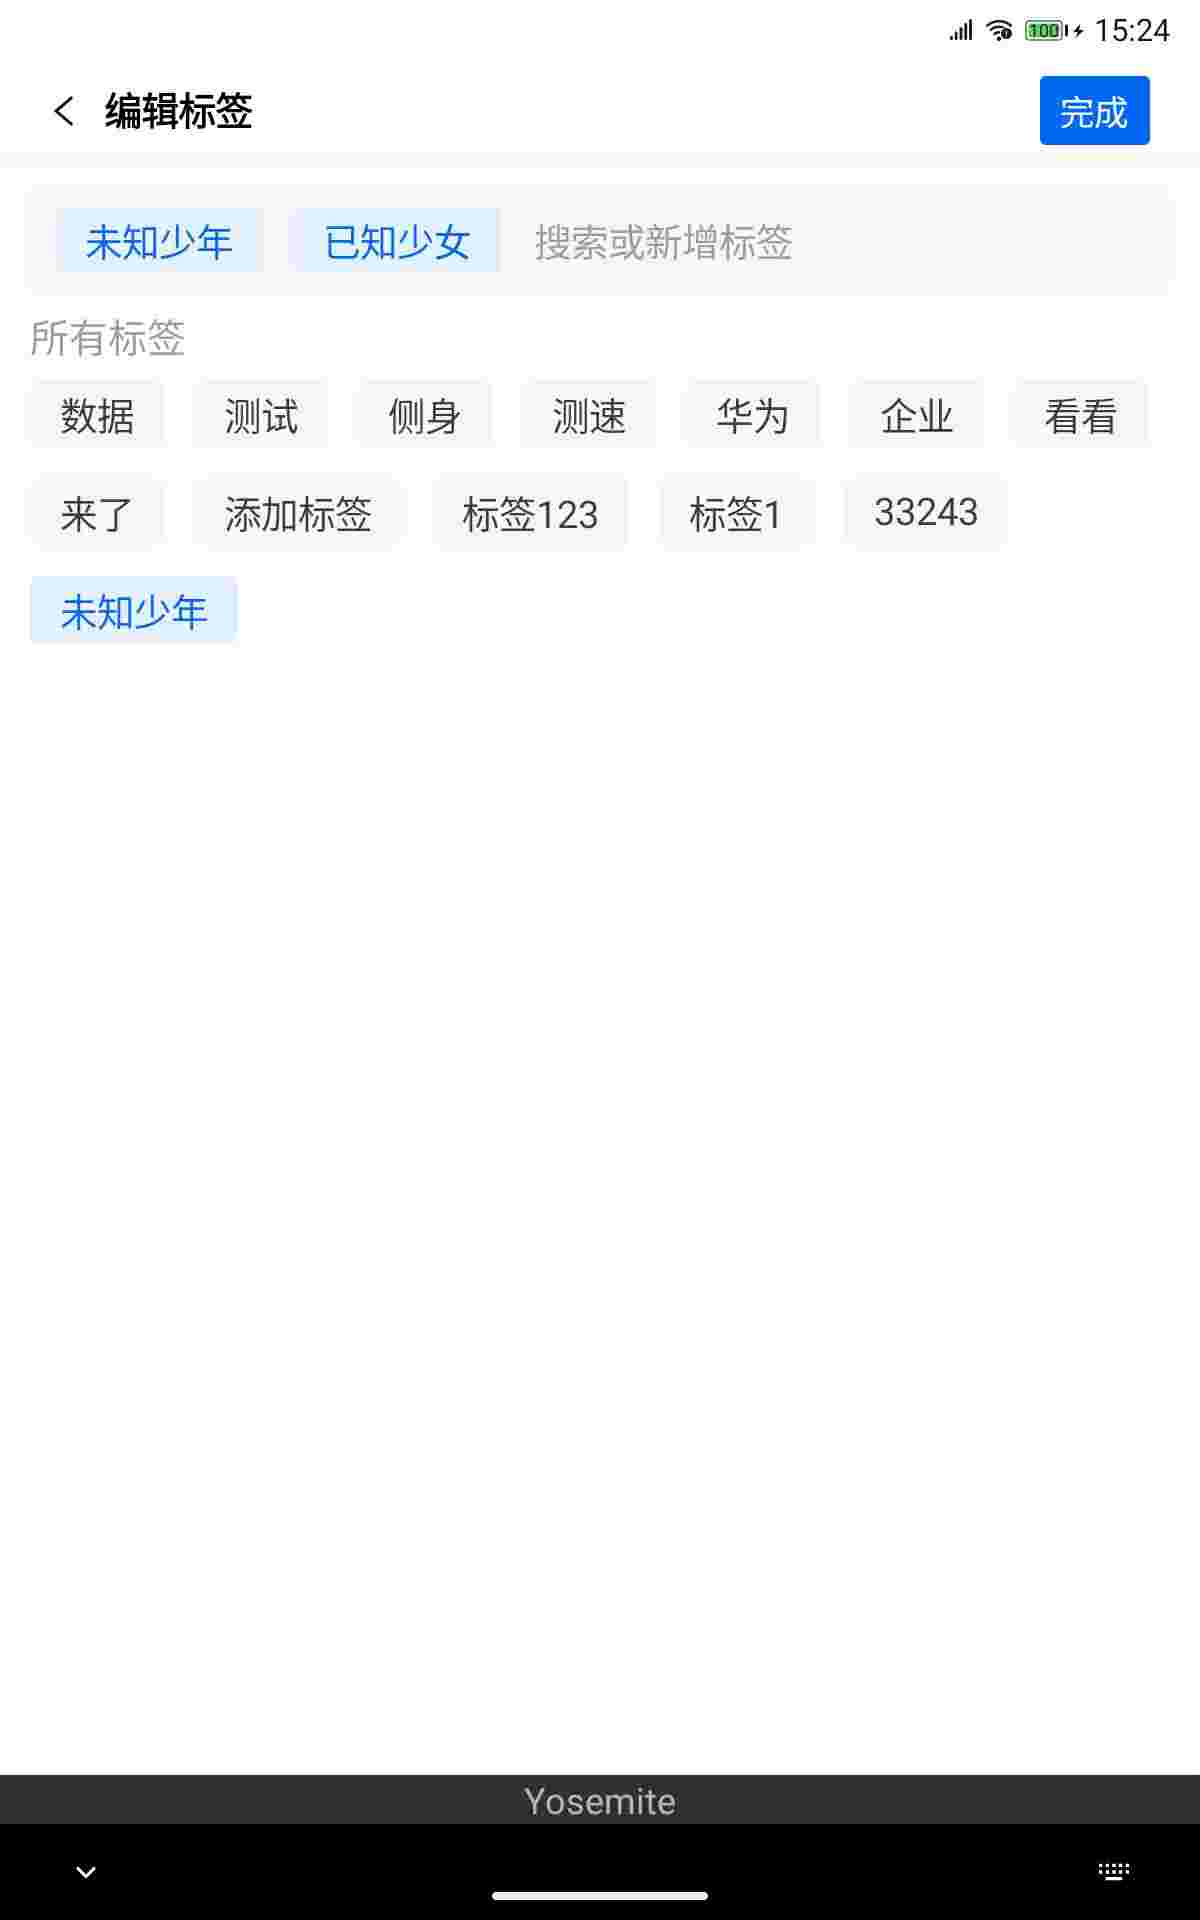 100 15:24
编辑标签 完成
未知少年 已知少女 搜索或新增标签
所有标签
数据 测试 侧身 测速 华为 企业 看看
来了 添加标签 标签123 标签1 33243
未知少年
Yosemite